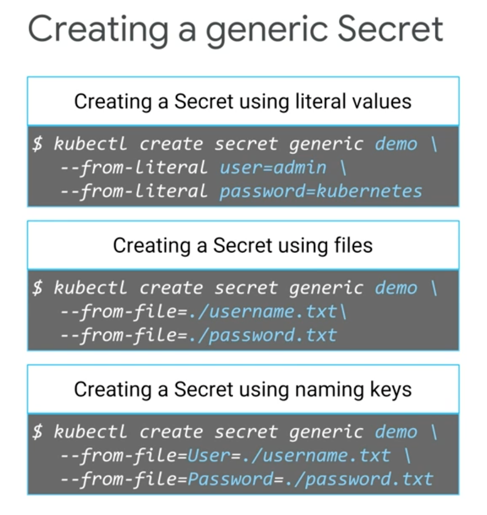 Creating a generic Secret
Creating a Secret using literal values
$ kubectl create secret generic demo \
--from-literal user=admin \
--from-literal password=kubernetes
Creating a Secret using files
$ kubectl create secret generic demo \
--from-file=./username.txt\
--from-file=./password.txt
Creating a Secret using naming keys
$ kubectl create secret generic demo \
--from-file=User=./username.txt \
--from-file=Password=./password.txt